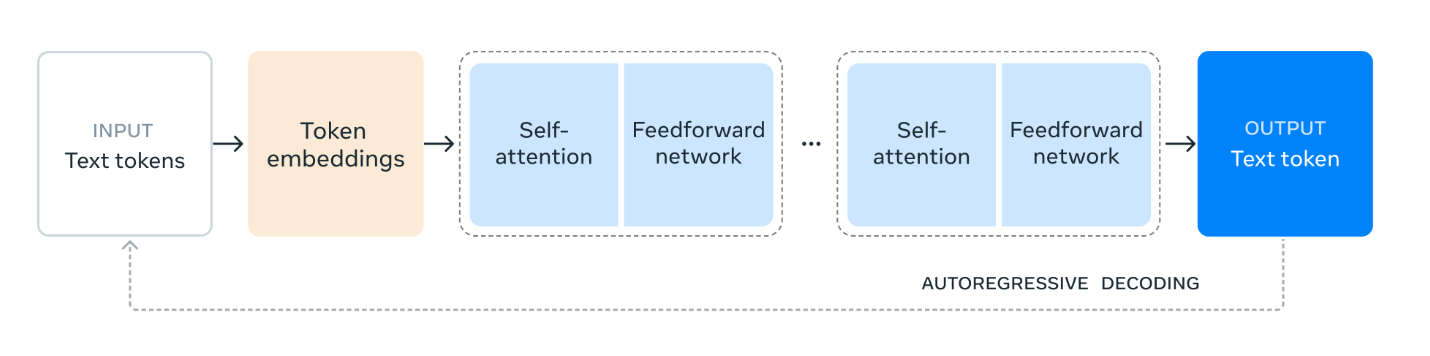 INPUT
Text tokens
Token
embeddings
Self-
attention
Feedforward
network
...
Self-
attention
Feedforward
network
OUTPUT
Text token
AUTOREGRESSIVE DECODING